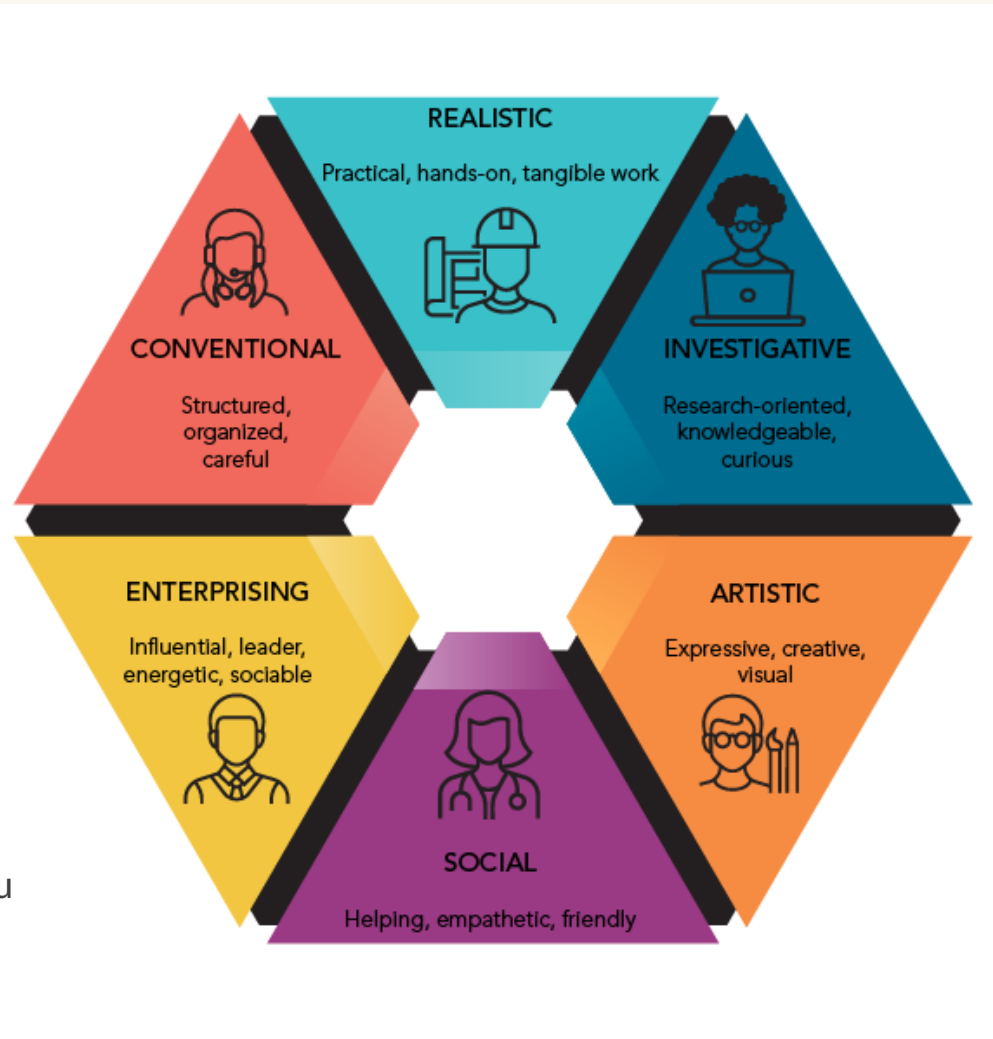 REALISTIC
Practical, hands-on, tangible work
CONVENTIONAL
Structured,
organized,
careful
INVESTIGATIVE
Research-oriented,
knowledgeable,
curious
ENTERPRISING
Influential, leader,
energetic, sociable
ARTISTIC
Expressive, creative,
visual
SOCIAL
Helping, empathetic, friendly
u